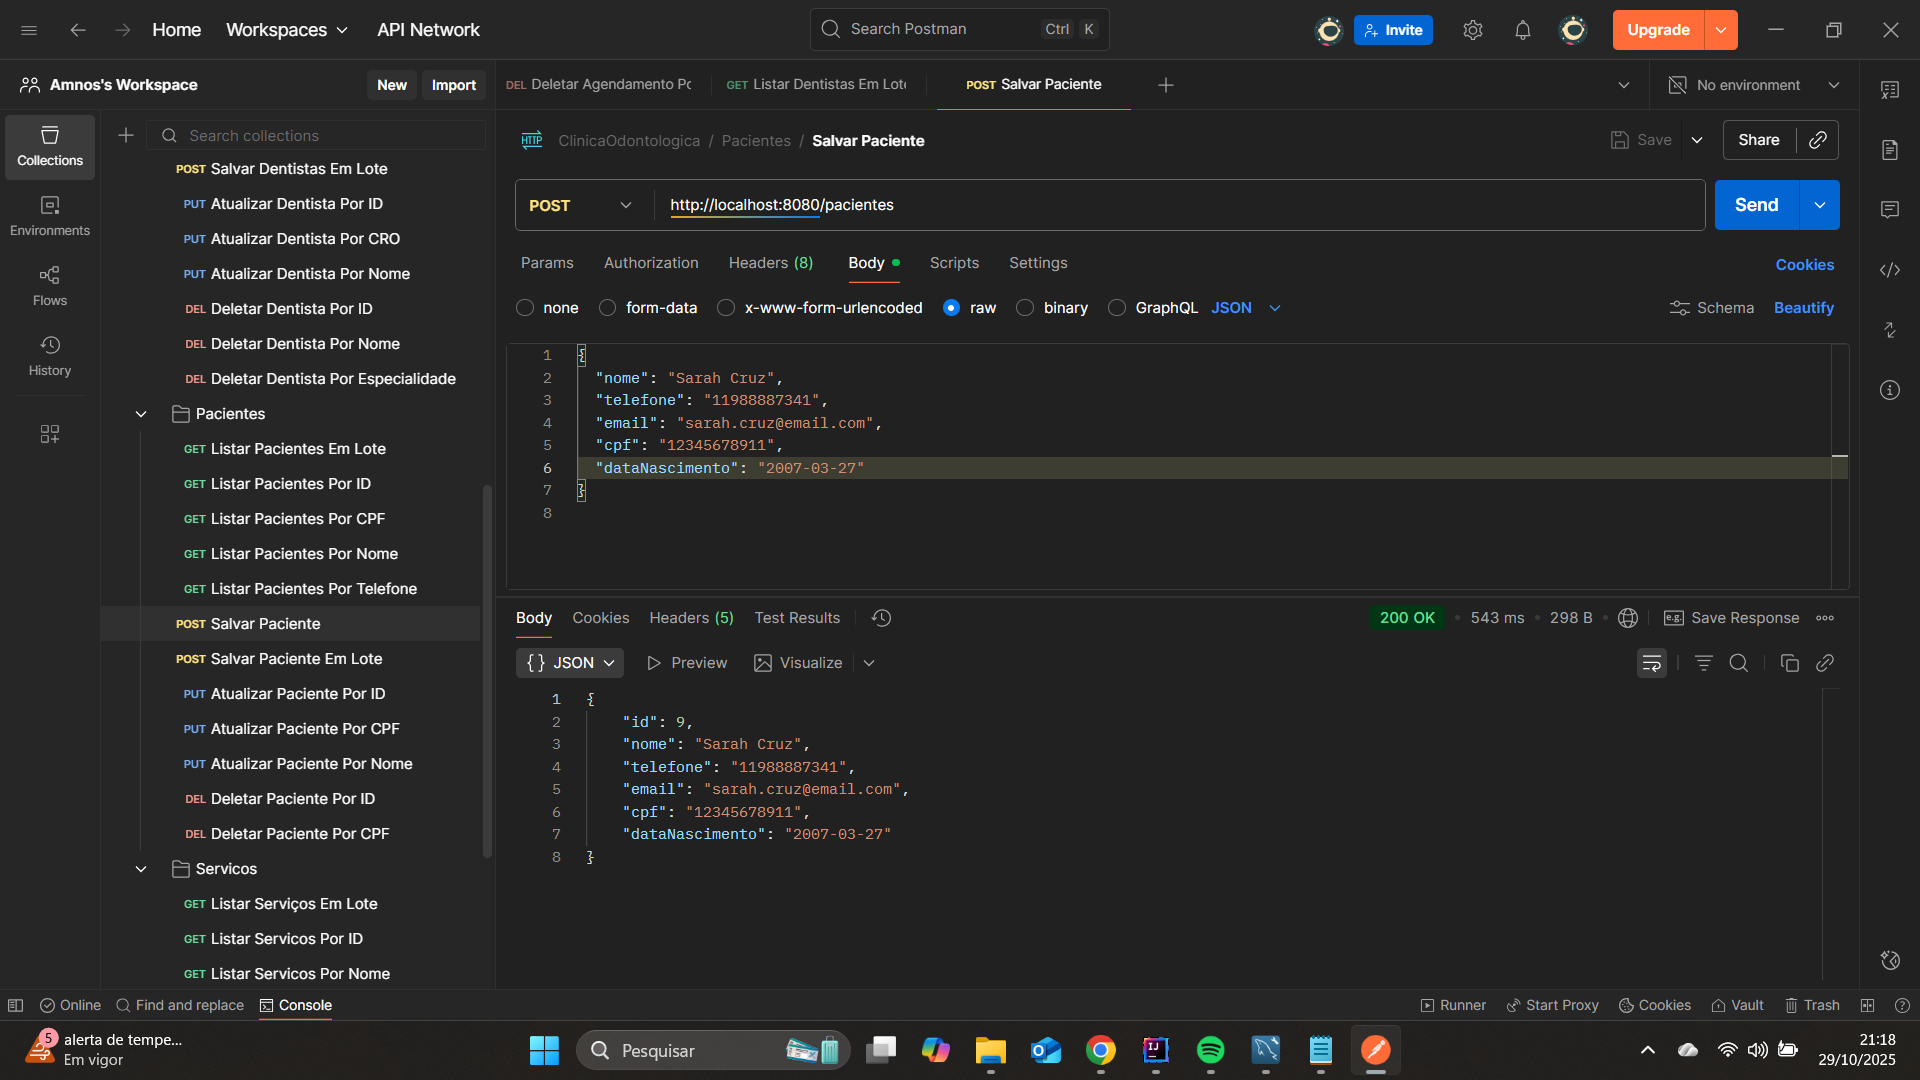 Home
Workspaces
API Network
Search Postman
Ctrl K
Invite
Upgrade
Amnos's Workspace
New
Import
DEL Deletar Agendamento Po
GET Listar Dentistas Em Lote
POST Salvar Paciente
No environment
Collections
Environments
Flows
History
Search collections
POST Salvar Dentistas Em Lote
PUT Atualizar Dentista Por ID
PUT Atualizar Dentista Por CRO
PUT Atualizar Dentista Por Nome
DEL Deletar Dentista Por ID
DEL Deletar Dentista Por Nome
DEL Deletar Dentista Por Especialidade
Pacientes
GET Listar Pacientes Em Lote
GET Listar Pacientes Por ID
GET Listar Pacientes Por CPF
GET Listar Pacientes Por Nome
GET Listar Pacientes Por Telefone
POST Salvar Paciente
POST Salvar Paciente Em Lote
PUT Atualizar Paciente Por ID
PUT Atualizar Paciente Por CPF
PUT Atualizar Paciente Por Nome
DEL Deletar Paciente Por ID
DEL Deletar Paciente Por CPF
Servicos
GET Listar Serviços Em Lote
GET Listar Servicos Por ID
GET Listar Servicos Por Nome
HTTP ClinicaOdontologica / Pacientes / Salvar Paciente
Save
Share
POST http://localhost:8080/pacientes
Send
Params Authorization Headers (8) Body Scripts Settings
Cookies
none form-data x-www-form-urlencoded raw binary GraphQL JSON
Schema Beautify
1 {
2 "nome": "Sarah Cruz",
3 "telefone": "11988887341",
4 "email": "sarah.cruz@email.com",
5 "cpf": "12345678911",
6 "dataNascimento": "2007-03-27"
7 }
8
Body Cookies Headers (5) Test Results
200 OK • 543 ms • 298 B •
e.g. Save Response
{} JSON Preview Visualize
1 {
2 "id": 9,
3 "nome": "Sarah Cruz",
4 "telefone": "11988887341",
5 "email": "sarah.cruz@email.com",
6 "cpf": "12345678911",
7 "dataNascimento": "2007-03-27"
8 }
Online Find and replace Console
Runner Start Proxy Cookies Vault Trash
5
alerta de tempe...
Em vigor
Pesquisar
IJ
21:18
29/10/2025